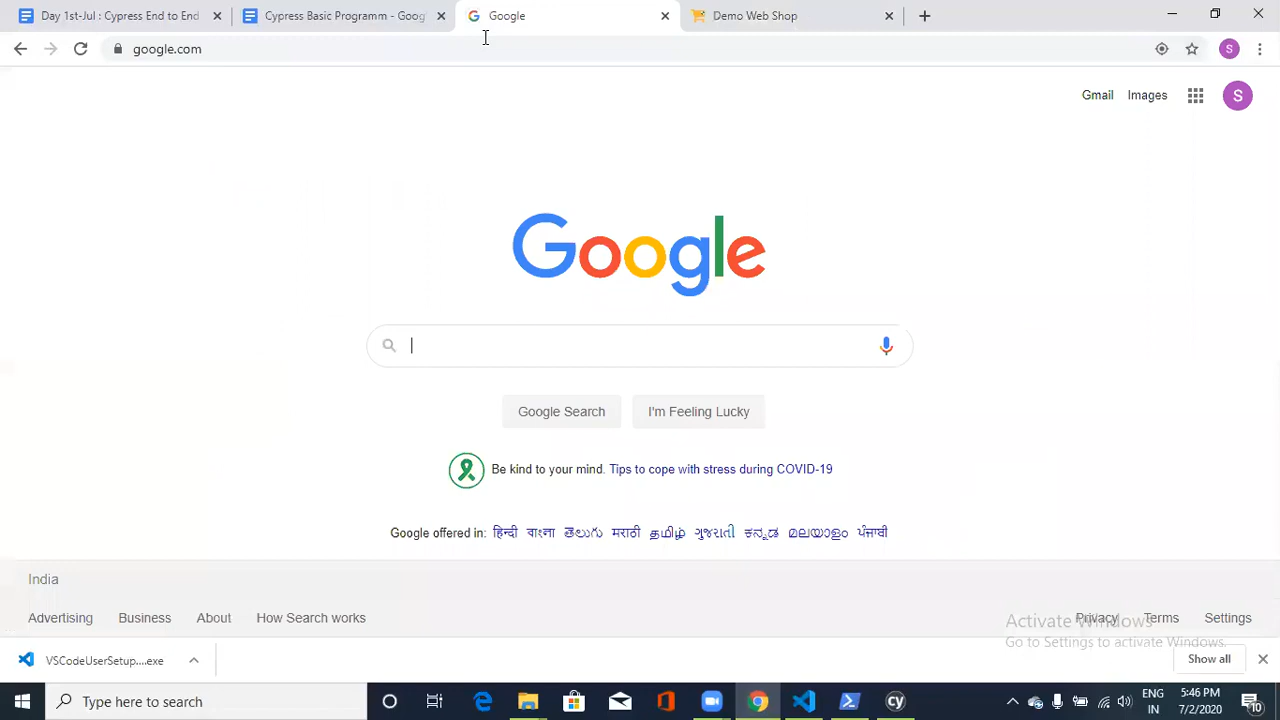 Day 1st-Jul : Cypress End to End
Cypress Basic Programm - Goog
Google
Demo Web Shop
google.com
S
Gmail
Images
S
Google
Google Search
I'm Feeling Lucky
Be kind to your mind. Tips to cope with stress during COVID-19
Google offered in: हिन्दी বাংলা తెలుగు मराठी தமிழ் ગુજરાતી ಕನ್ನಡ മലയാളം ਪੰਜਾਬੀ
India
Advertising
Business
About
How Search works
Privacy
Terms
Settings
Activate Windows
Go to Settings to activate Windows.
VSCodeUserSetup....exe
Show all
Type here to search
cy
ENG
IN
5:46 PM
7/2/2020
10